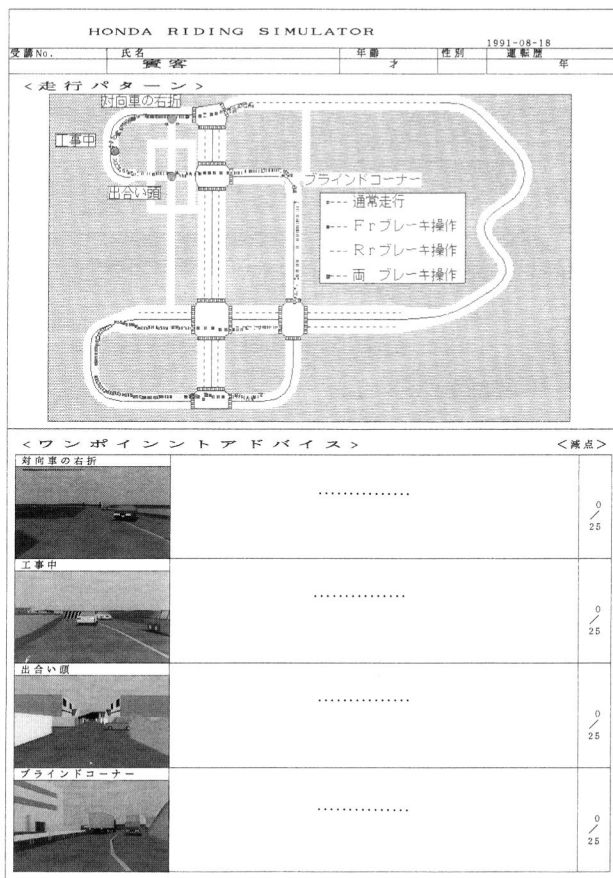 HONDA RIDING SIMULATOR
1991-08-18
受講No. 氏名 年齢 性別 運転歴
賓客 才 年
<走行パターン>
対向車の右折
工事中
出合い頭
ブラインドコーナー
通常走行
Frブレーキ操作
Rrブレーキ操作
両 ブレーキ操作
<ワンポイイントアドバイス> <減点>
対向車の右折
..............
0/25
工事中
..............
0/25
出合い頭
..............
0/25
ブラインドコーナー
..............
0/25